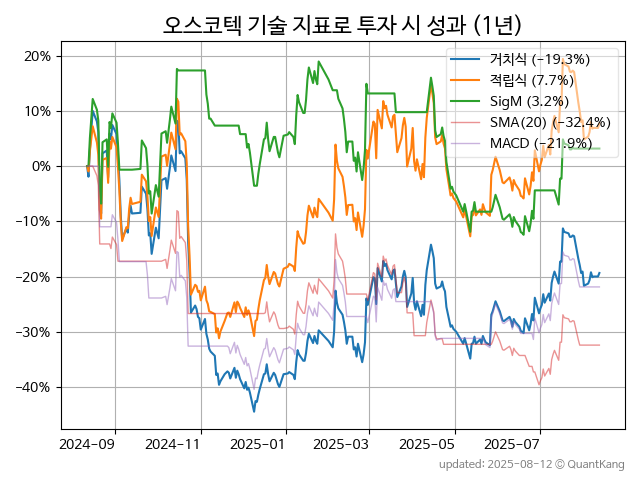 오스코텍 기술 지표로 투자 시 성과 (1년)
거치식 (−19.3%)
적립식 (7.7%)
SigM (3.2%)
SMA(20) (−32.4%)
MACD (−21.9%)
20%
10%
0%
−10%
−20%
−30%
−40%
2024−09
2024−11
2025−01
2025−03
2025−05
2025−07
updated: 2025-08-12 © QuantKang